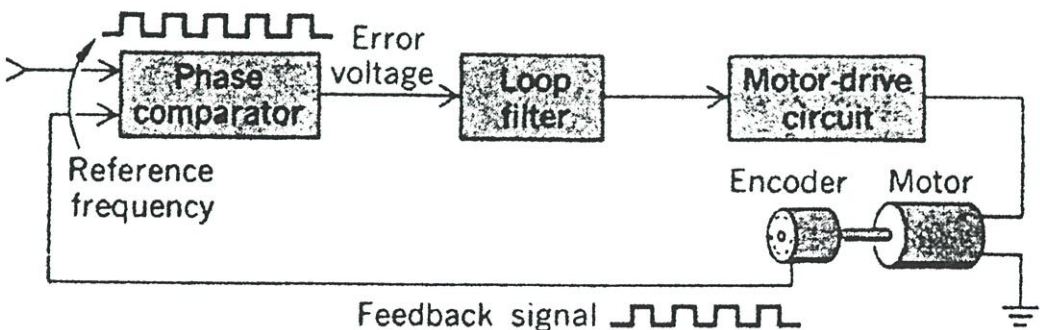 Phase
comparator
Error
voltage
Loop
filter
Motor-drive
circuit
Reference
frequency
Encoder
Motor
Feedback signal